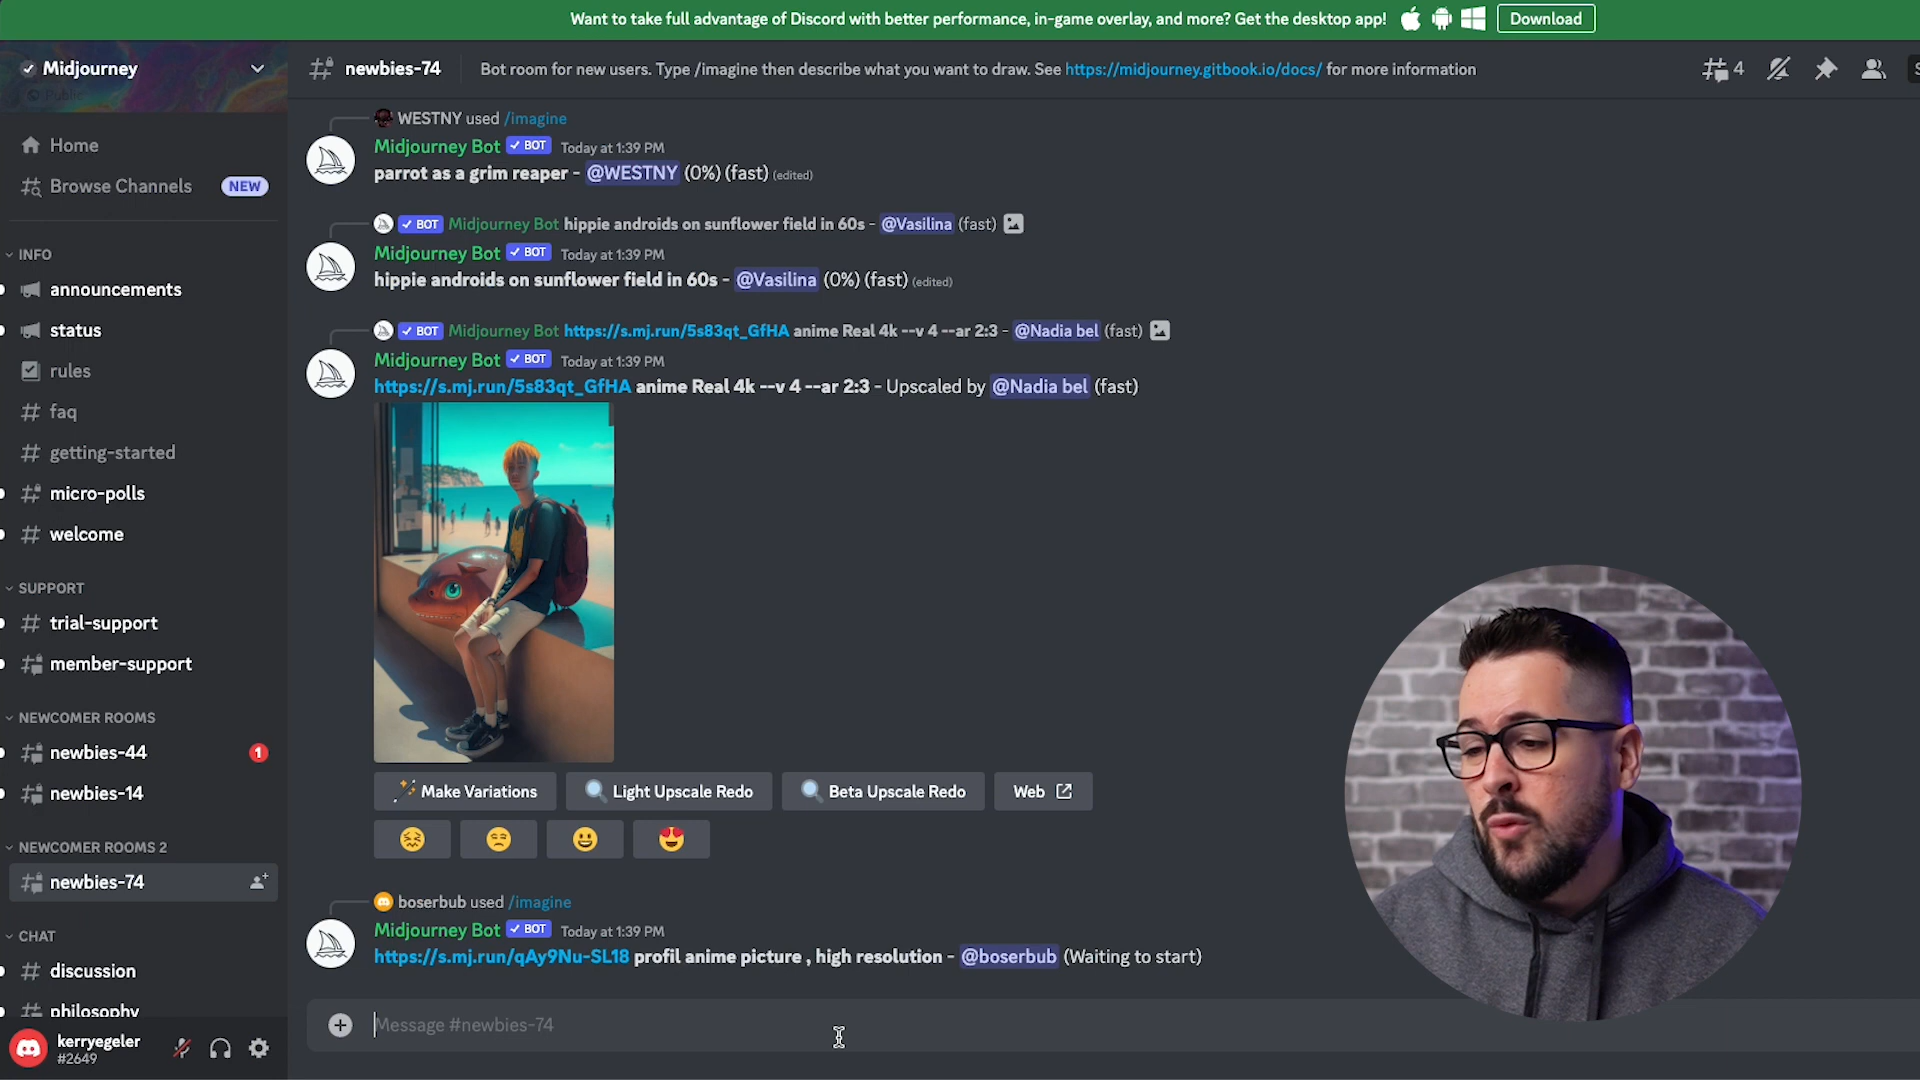 Want to take full advantage of Discord with better performance, in-game overlay, and more? Get the desktop app!
Download
Midjourney
Public
Home
Browse Channels
NEW
INFO
announcements
status
rules
faq
getting-started
micro-polls
welcome
SUPPORT
trial-support
member-support
NEWCOMER ROOMS
newbies-44
1
newbies-14
NEWCOMER ROOMS 2
newbies-74
CHAT
discussion
philosophy
kerryegeler
#2649
newbies-74
Bot room for new users. Type /imagine then describe what you want to draw. See https://midjourney.gitbook.io/docs/ for more information
4
WESTNY used /imagine
Midjourney Bot BOT Today at 1:39 PM
parrot as a grim reaper - @WESTNY (0%) (fast) (edited)
BOT Midjourney Bot hippie androids on sunflower field in 60s - @Vasilina (fast)
Midjourney Bot BOT Today at 1:39 PM
hippie androids on sunflower field in 60s - @Vasilina (0%) (fast) (edited)
BOT Midjourney Bot https://s.mj.run/5s83qt_GfHA anime Real 4k --v 4 --ar 2:3 - @Nadia bel (fast)
Midjourney Bot BOT Today at 1:39 PM
https://s.mj.run/5s83qt_GfHA anime Real 4k --v 4 --ar 2:3 - Upscaled by @Nadia bel (fast)
Make Variations
Light Upscale Redo
Beta Upscale Redo
Web
boserbub used /imagine
Midjourney Bot BOT Today at 1:39 PM
https://s.mj.run/qAy9Nu-SL18 profil anime picture , high resolution - @boserbub (Waiting to start)
Message #newbies-74